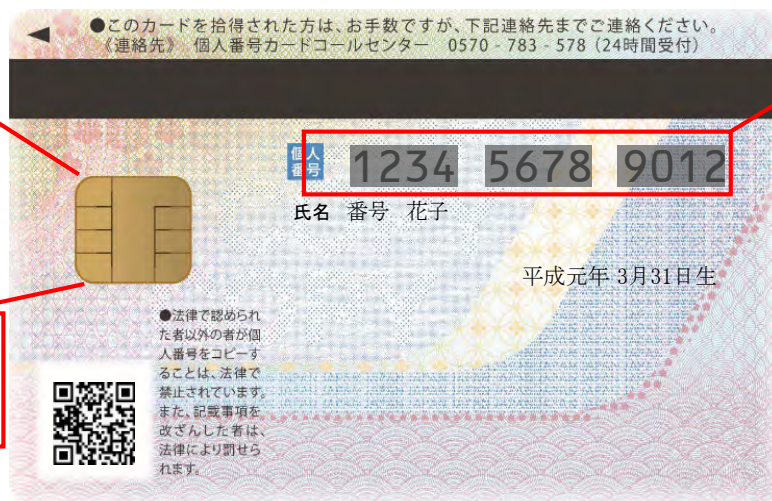 ●このカードを拾得された方は、お手数ですが、下記連絡先までご連絡ください。
《連絡先》 個人番号カードコールセンター 0570 - 783 - 578 (24時間受付)
個人番号 1234 5678 9012
氏名 番号 花子
平成元年 3月31日生
●法律で認められ
た者以外の者が個
人番号をコピーす
ることは、法律で
禁止されています。
また、記載事項を
改ざんした者は、
法律により罰せら
れます。